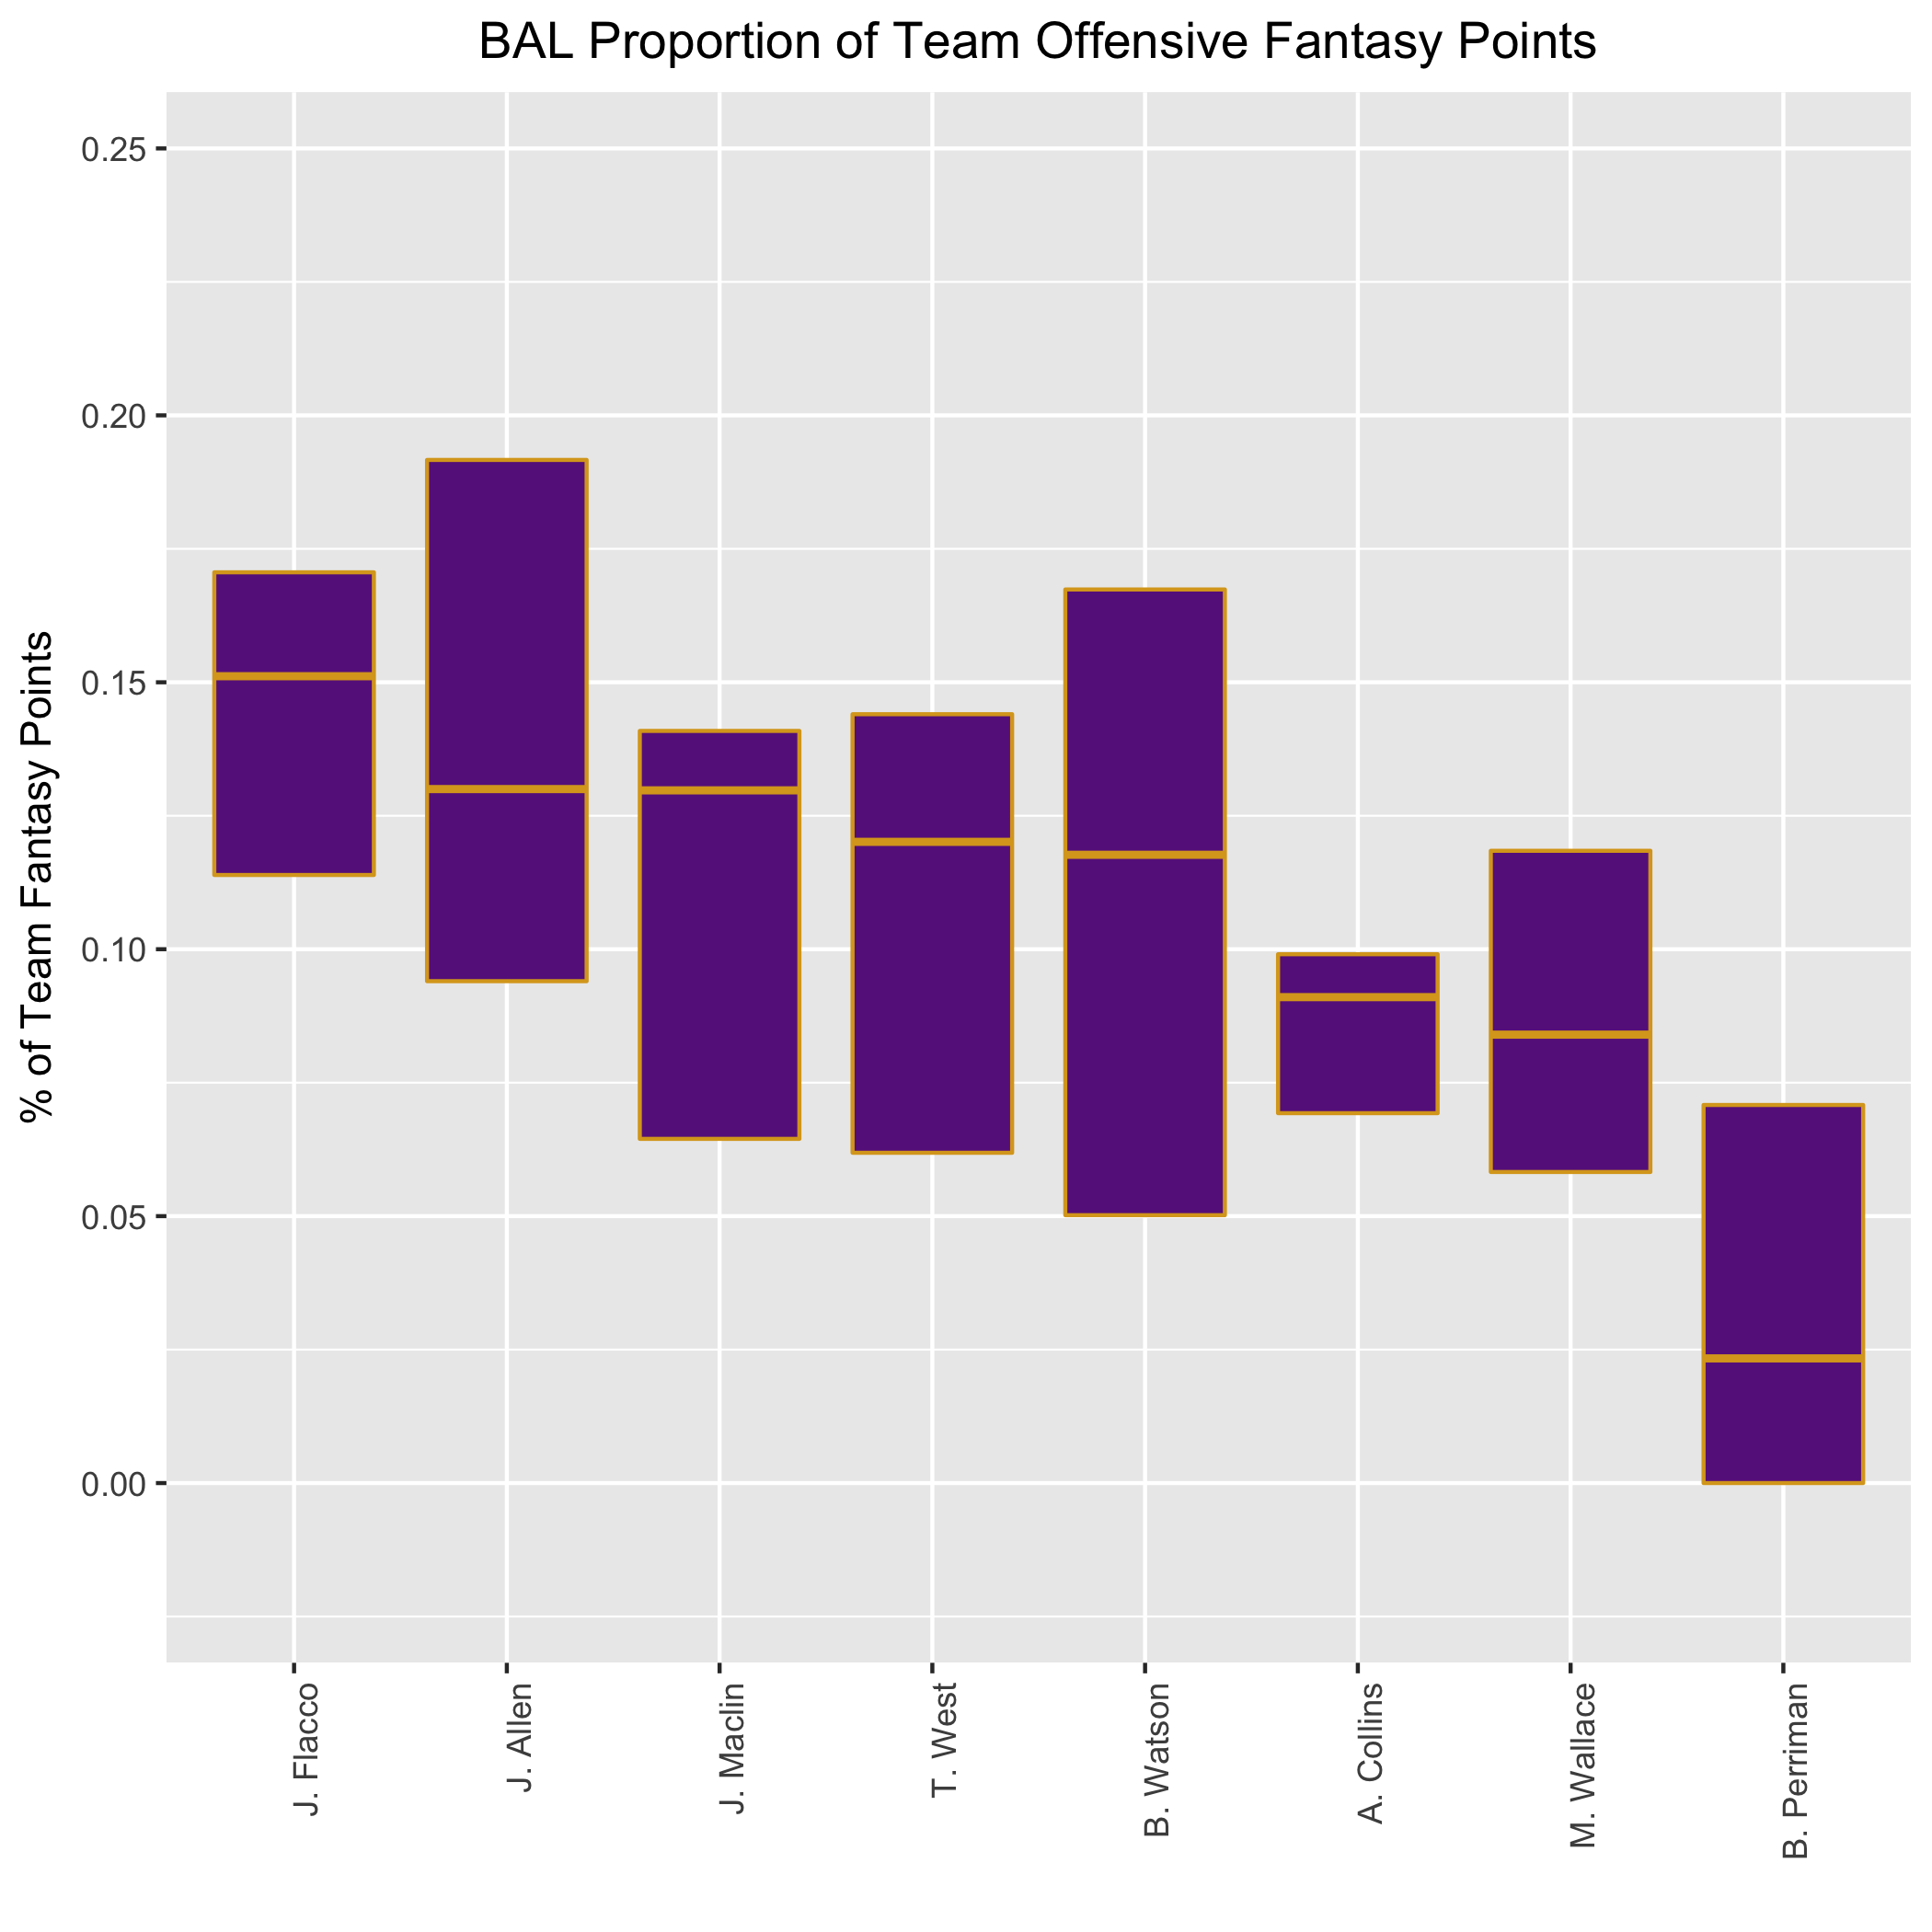 BAL Proportion of Team Offensive Fantasy Points
% of Team Fantasy Points
0.25
0.20
0.15
0.10
0.05
0.00
J. Flacco
J. Allen
J. Maclin
T. West
B. Watson
A. Collins
M. Wallace
B. Perriman